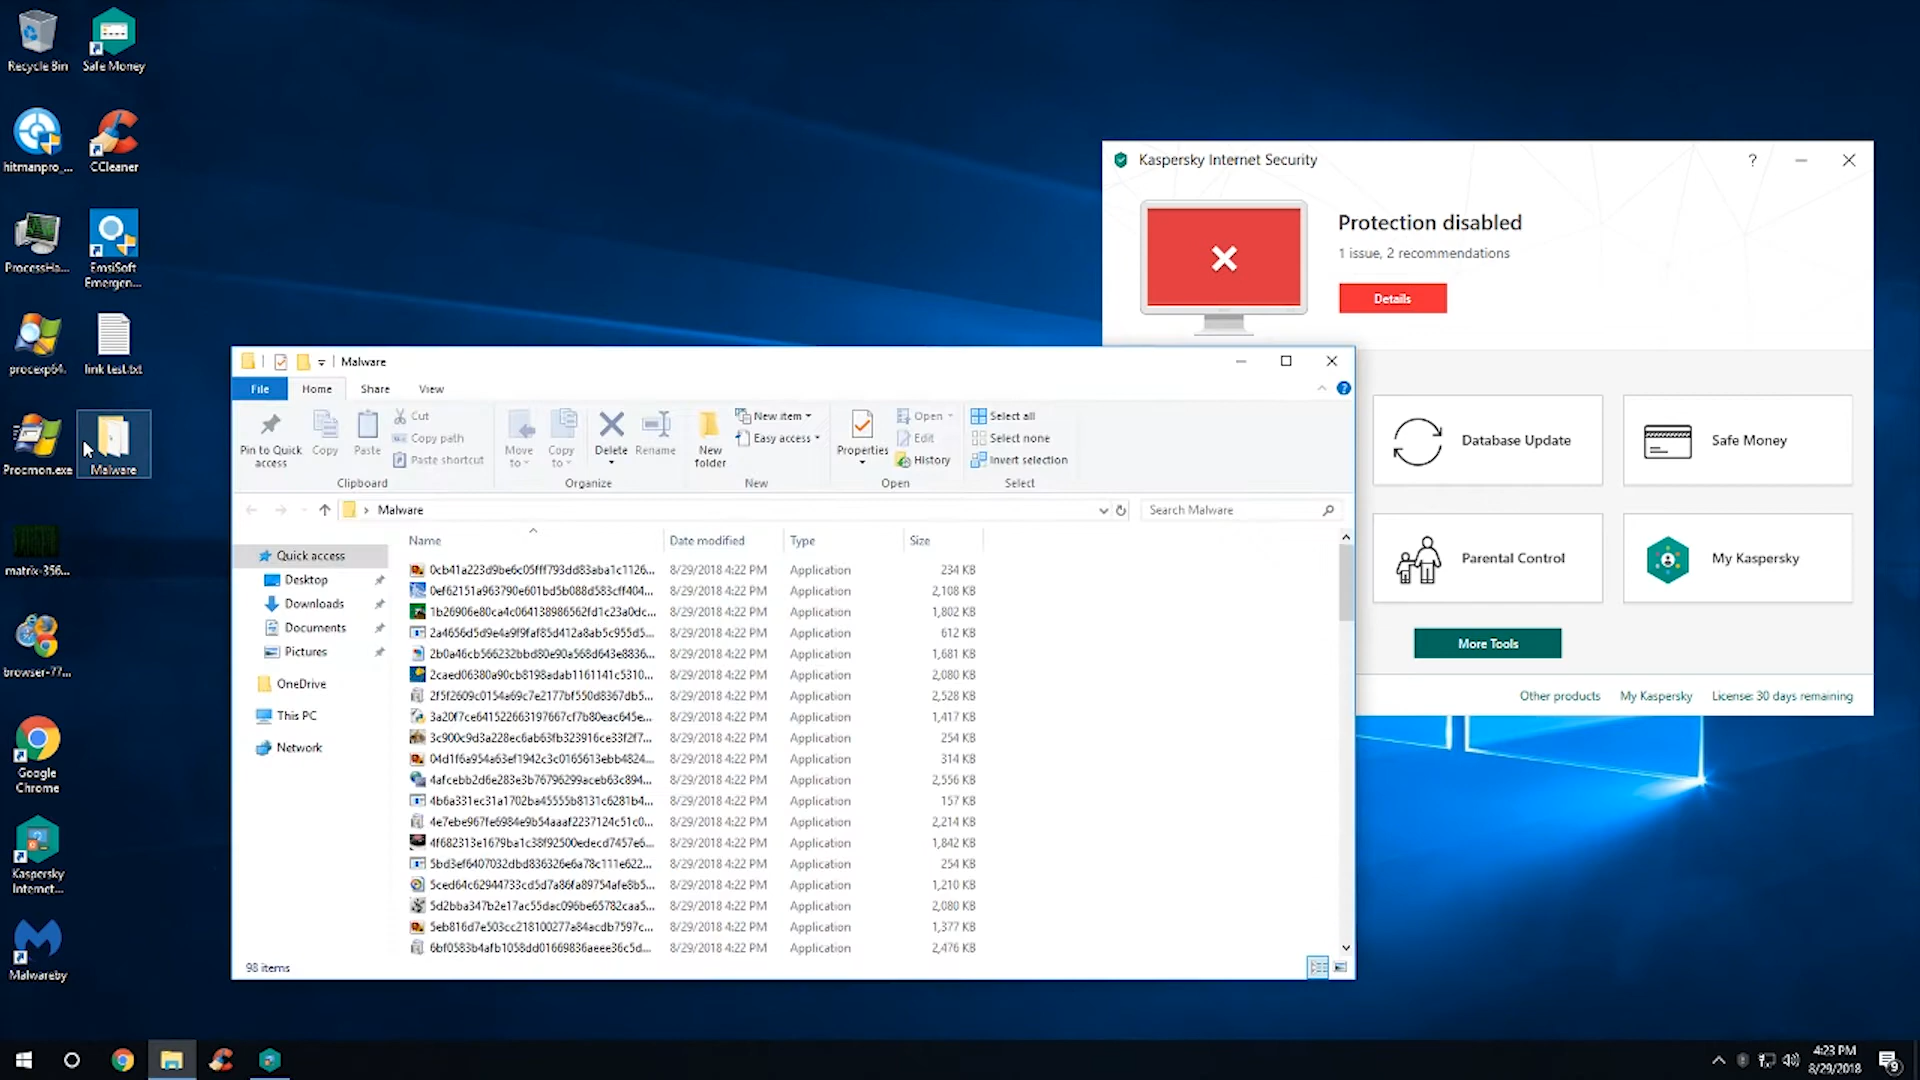 Recycle Bin
Safe Money
hitmanpro_...
CCleaner
ProcessHa...
EmsiSoft
Emergen...
procexp64.
link test.txt
Procmon.exe
Malware
matrix-356...
browser-77...
Google
Chrome
Kaspersky
Internet...
Malwareby
Kaspersky Internet Security
?
Protection disabled
1 issue, 2 recommendations
Details
Database Update
Safe Money
Parental Control
My Kaspersky
More Tools
Other products
My Kaspersky
License: 30 days remaining
Malware
File
Home
Share
View
Pin to Quick
access
Copy
Paste
Cut
Copy path
Paste shortcut
Clipboard
Move
to
Copy
to
Delete
Rename
Organize
New
folder
New item
Easy access
New
Properties
Open
Edit
History
Open
Select all
Select none
Invert selection
Select
Malware
Search Malware
Quick access
Desktop
Downloads
Documents
Pictures
OneDrive
This PC
Network
Name Date modified Type Size
0cb41a223d9be6c05fff793dd83aba1c1126... 8/29/2018 4:22 PM Application 234 KB
0ef62151a963790e601bd5b088d583cff404... 8/29/2018 4:22 PM Application 2,108 KB
1b26906e80ca4c064138986562fd1c23a0dc... 8/29/2018 4:22 PM Application 1,802 KB
2a4656d5d9e4a9f9faf85d412a8ab5c955d5... 8/29/2018 4:22 PM Application 612 KB
2b0a46cb566232bbd80e90a568d643e8836... 8/29/2018 4:22 PM Application 1,681 KB
2caed06380a90cb8198adab1161141c5310... 8/29/2018 4:22 PM Application 2,080 KB
2f5f2609c0154a69c7e2177bf550d8367db5... 8/29/2018 4:22 PM Application 2,528 KB
3a20f7ce641522663197667cf7b80eac645e... 8/29/2018 4:22 PM Application 1,417 KB
3c900c9d3a228ec6ab63fb323916ce33f2f7... 8/29/2018 4:22 PM Application 254 KB
04d1f6a954a63ef1942c3c0165613ebb4824... 8/29/2018 4:22 PM Application 314 KB
4afcebb2d6e283e3b76796299aceb63c894... 8/29/2018 4:22 PM Application 2,556 KB
4b6a331ec31a1702ba45555b8131c6281b4... 8/29/2018 4:22 PM Application 157 KB
4e7ebe967fe6984e9b54aaaf2237124c51c0... 8/29/2018 4:22 PM Application 2,214 KB
4f682313e1679ba1c38f92500edecd7457e6... 8/29/2018 4:22 PM Application 1,842 KB
5bd3ef6407032dbd836326e6a78c111e622... 8/29/2018 4:22 PM Application 254 KB
5ced64c62944733cd5d7a86fa89754afe8b5... 8/29/2018 4:22 PM Application 1,210 KB
5d2bba347b2e17ac55dac096be65782caa5... 8/29/2018 4:22 PM Application 2,080 KB
5eb816d7e503cc218100277a84acdb7597c... 8/29/2018 4:22 PM Application 1,377 KB
6bf0583b4afb1058dd01669836aeee36c5d... 8/29/2018 4:22 PM Application 2,476 KB
98 items
4:23 PM
8/29/2018
9